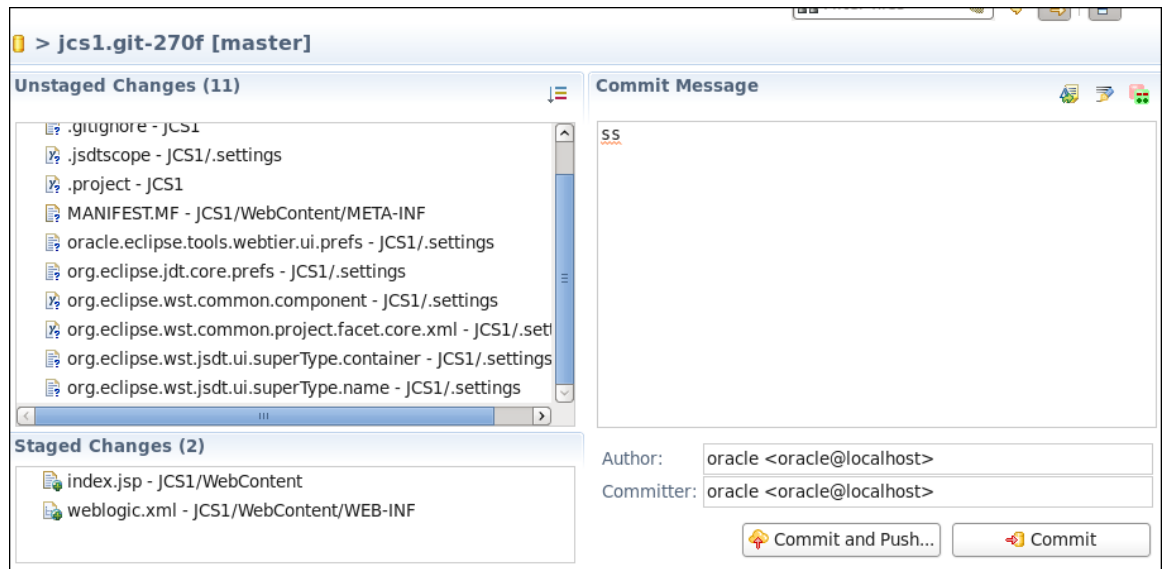 > jcs1.git-270f [master]
Unstaged Changes (11)
.gitignore - JCS1
.jsdtscope - JCS1/.settings
.project - JCS1
MANIFEST.MF - JCS1/WebContent/META-INF
oracle.eclipse.tools.webtier.ui.prefs - JCS1/.settings
org.eclipse.jdt.core.prefs - JCS1/.settings
org.eclipse.wst.common.component - JCS1/.settings
org.eclipse.wst.common.project.facet.core.xml - JCS1/.sett
org.eclipse.wst.jsdt.ui.superType.container - JCS1/.settings
org.eclipse.wst.jsdt.ui.superType.name - JCS1/.settings
Staged Changes (2)
index.jsp - JCS1/WebContent
weblogic.xml - JCS1/WebContent/WEB-INF
Commit Message
ss
Author: oracle <oracle@localhost>
Committer: oracle <oracle@localhost>
Commit and Push...
Commit